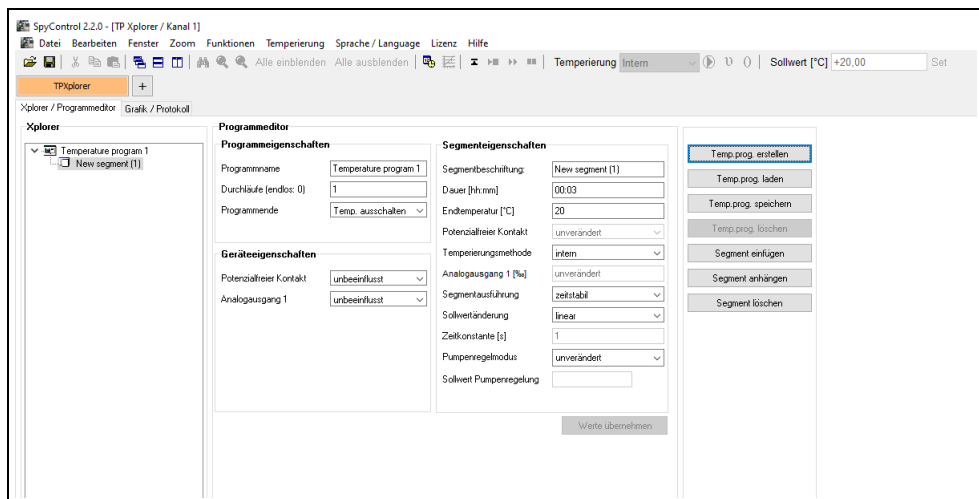 SpyControl 2.2.0 - [TP Xplorer / Kanal 1]
Datei Bearbeiten Fenster Zoom Funktionen Temperierung Sprache / Language Lizenz Hilfe
Alle einblenden Alle ausblenden Temperierung Intern Sollwert [°C] +20,00 Set
TPXplorer +
Xplorer / Programmeditor Grafik / Protokoll
Xplorer
Temperature program 1
New segment (1)
Programmeditor
Programmeigenschaften
Programmname Temperature program 1
Durchläufe (endlos: 0) 1
Programmende Temp. ausschalten
Geräteeigenschaften
Potenzialfreier Kontakt unbeeinflusst
Analogausgang 1 unbeeinflusst
Segmenteigenschaften
Segmentbeschriftung: New segment (1)
Dauer [hh:mm] 00:03
Endtemperatur [°C] 20
Potenzialfreier Kontakt unverändert
Temperierungsmethode intern
Analogausgang 1 [‰] unverändert
Segmentausführung zeitstabil
Sollwertänderung linear
Zeitkonstante [s] 1
Pumpenregelmodus unverändert
Sollwert Pumpenregelung
Werte übernehmen
Temp.prog. erstellen
Temp.prog. laden
Temp.prog. speichern
Temp.prog. löschen
Segment einfügen
Segment anhängen
Segment löschen